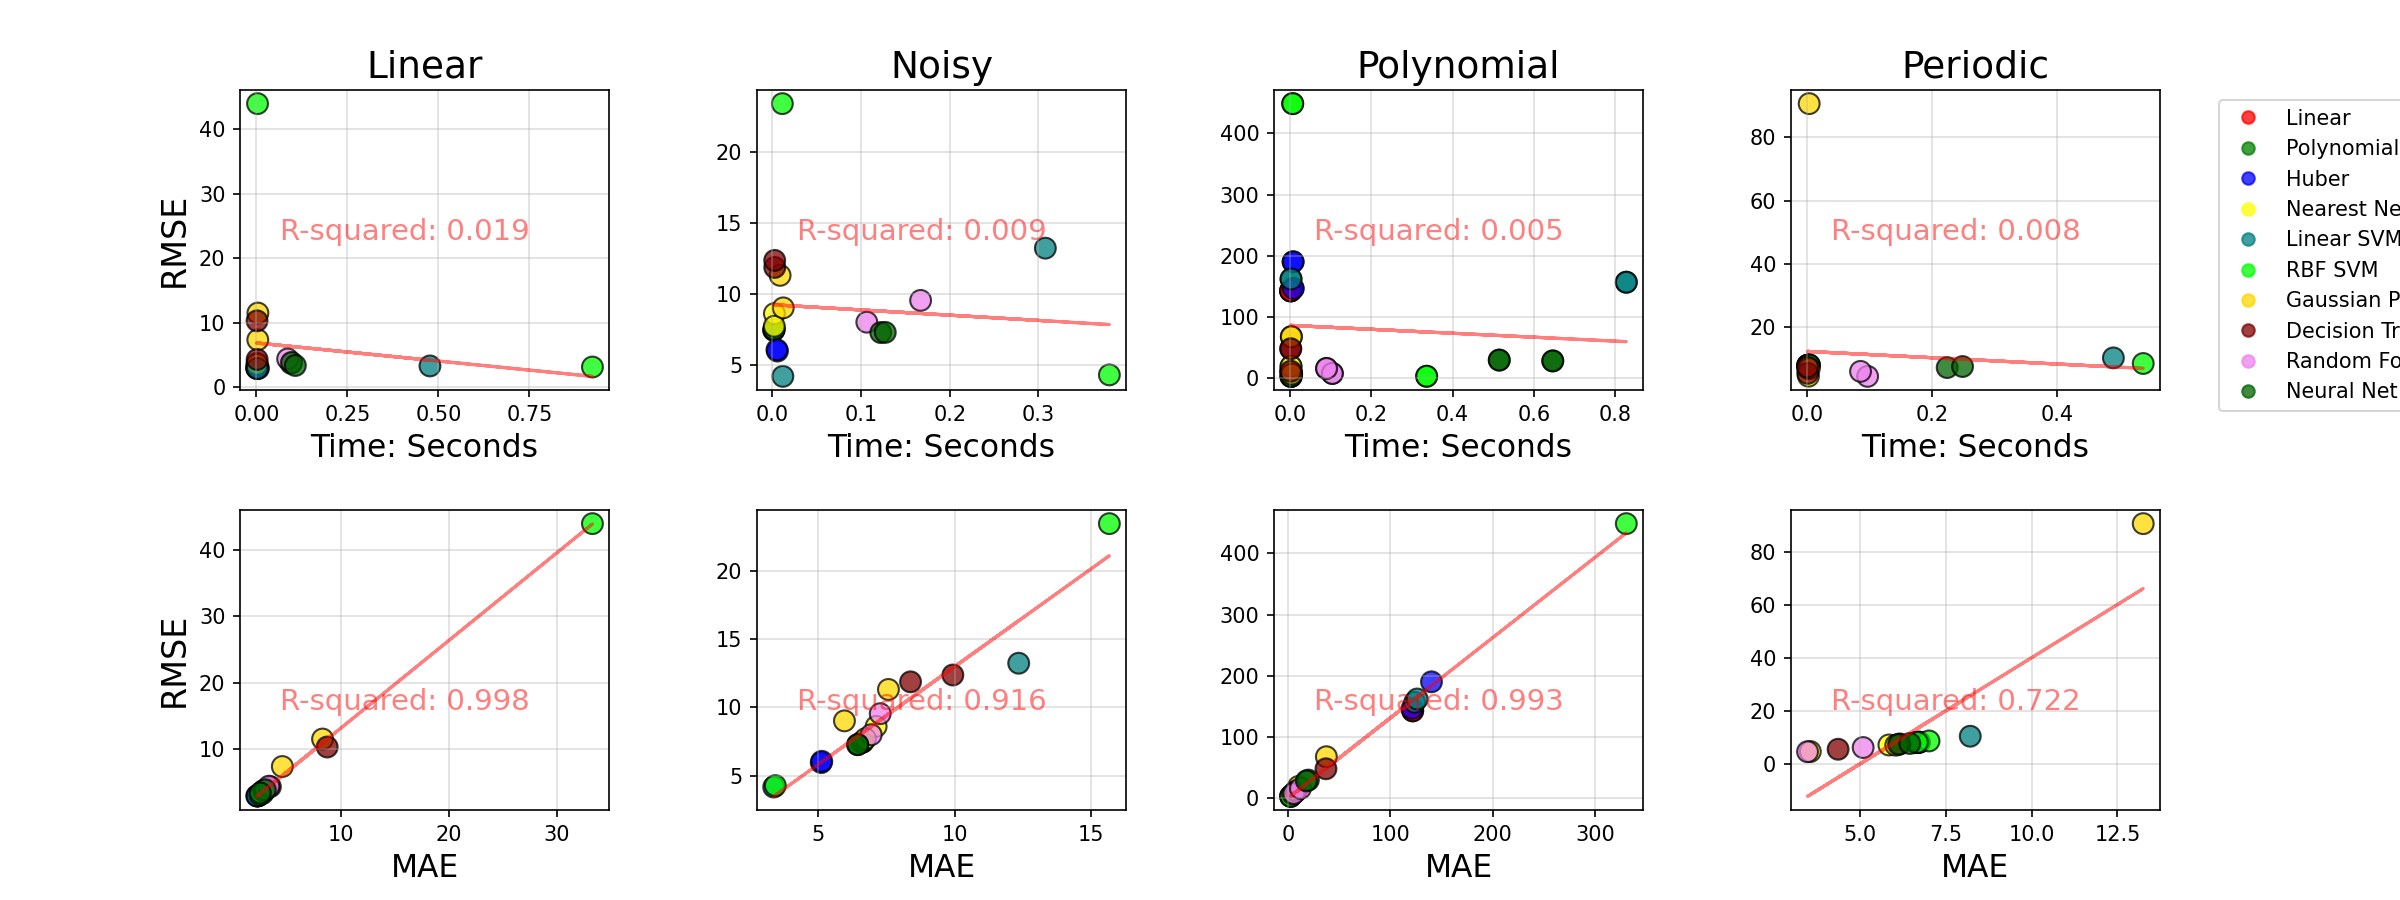 Linear Noisy Polynomial Periodic
RMSE
40
30
20
10
0
R-squared: 0.019
0.00 0.25 0.50 0.75
Time: Seconds
20
15
10
5
R-squared: 0.009
0.0 0.1 0.2 0.3
Time: Seconds
400
300
200
100
0
R-squared: 0.005
0.0 0.2 0.4 0.6 0.8
Time: Seconds
80
60
40
20
R-squared: 0.008
0.0 0.2 0.4
Time: Seconds
Linear
Polynomial
Huber
Nearest Ne
Linear SVM
RBF SVM
Gaussian P
Decision Tr
Random Fo
Neural Net
RMSE
40
30
20
10
R-squared: 0.998
10 20 30
MAE
20
15
10
5
R-squared: 0.916
5 10 15
MAE
400
300
200
100
0
R-squared: 0.993
0 100 200 300
MAE
80
60
40
20
0
R-squared: 0.722
5.0 7.5 10.0 12.5
MAE